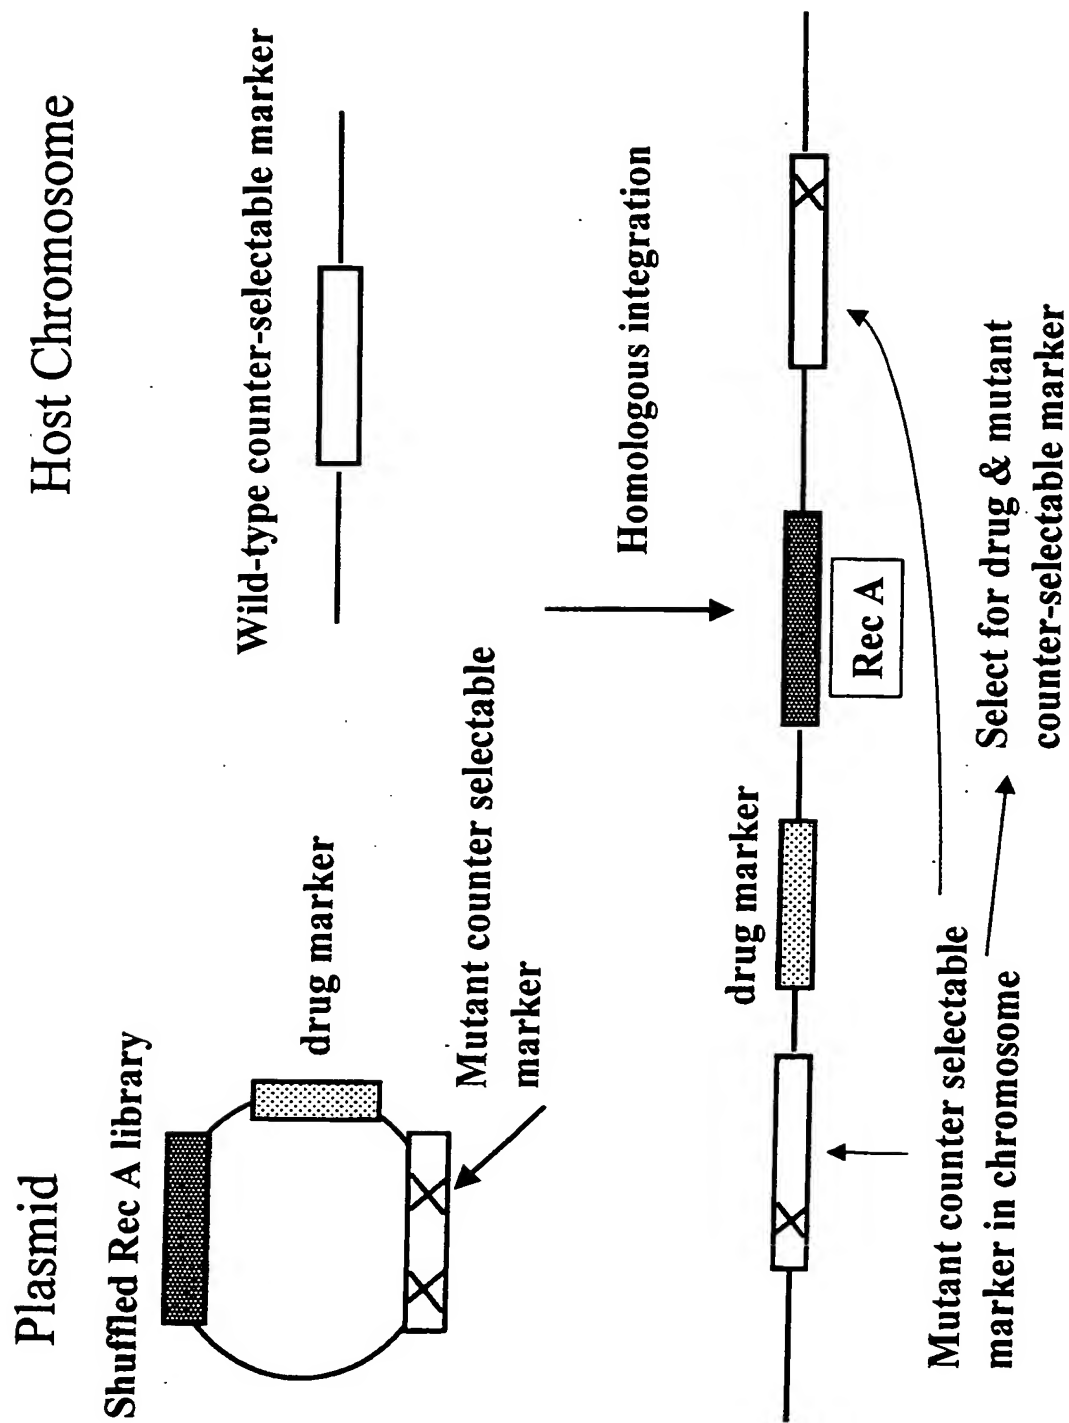 Plasmid
Host Chromosome
Shuffled Rec A library
drug marker
Mutant counter selectable
marker
Wild-type counter-selectable marker
Homologous integration
drug marker
Rec A
Mutant counter selectable
marker in chromosome
Select for drug & mutant
counter-selectable marker